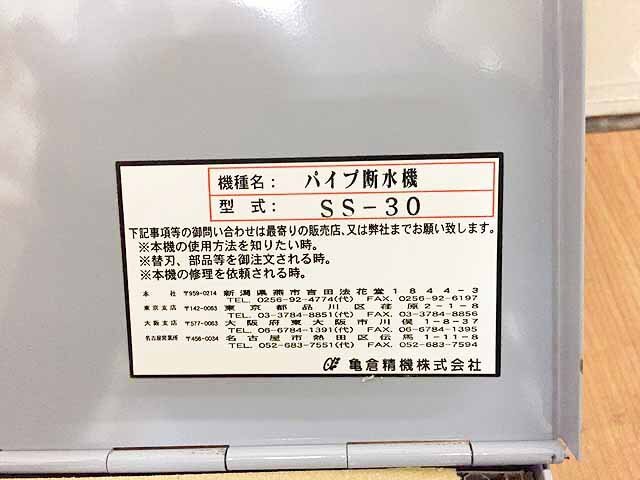 機種名： パイプ断水機
型 式： SS-30
下記事項等の御問い合わせは最寄りの販売店､又は弊社までお願い致します。
※本機の使用方法を知りたい時。
※替刃、部品等を御注文される時。
※本機の修理を依頼される時。
本 社 〒959-0214 新潟県燕市吉田法花堂1844-3
TEL. 0256-92-4774(代) FAX. 0256-92-6197
東京支店 〒142-0063 東京都品川区荏原2-1-8
TEL. 03-3784-8851(代) FAX. 03-3784-8856
大阪支店 〒577-0063 大阪府東大阪市川俣1-8-37
TEL. 06-6784-1391(代) FAX. 06-6784-1395
名古屋営業所 〒456-0034 名古屋市熱田区伝馬1-11-8
TEL. 052-683-7551(代) FAX. 052-683-7594
亀倉精機株式会社